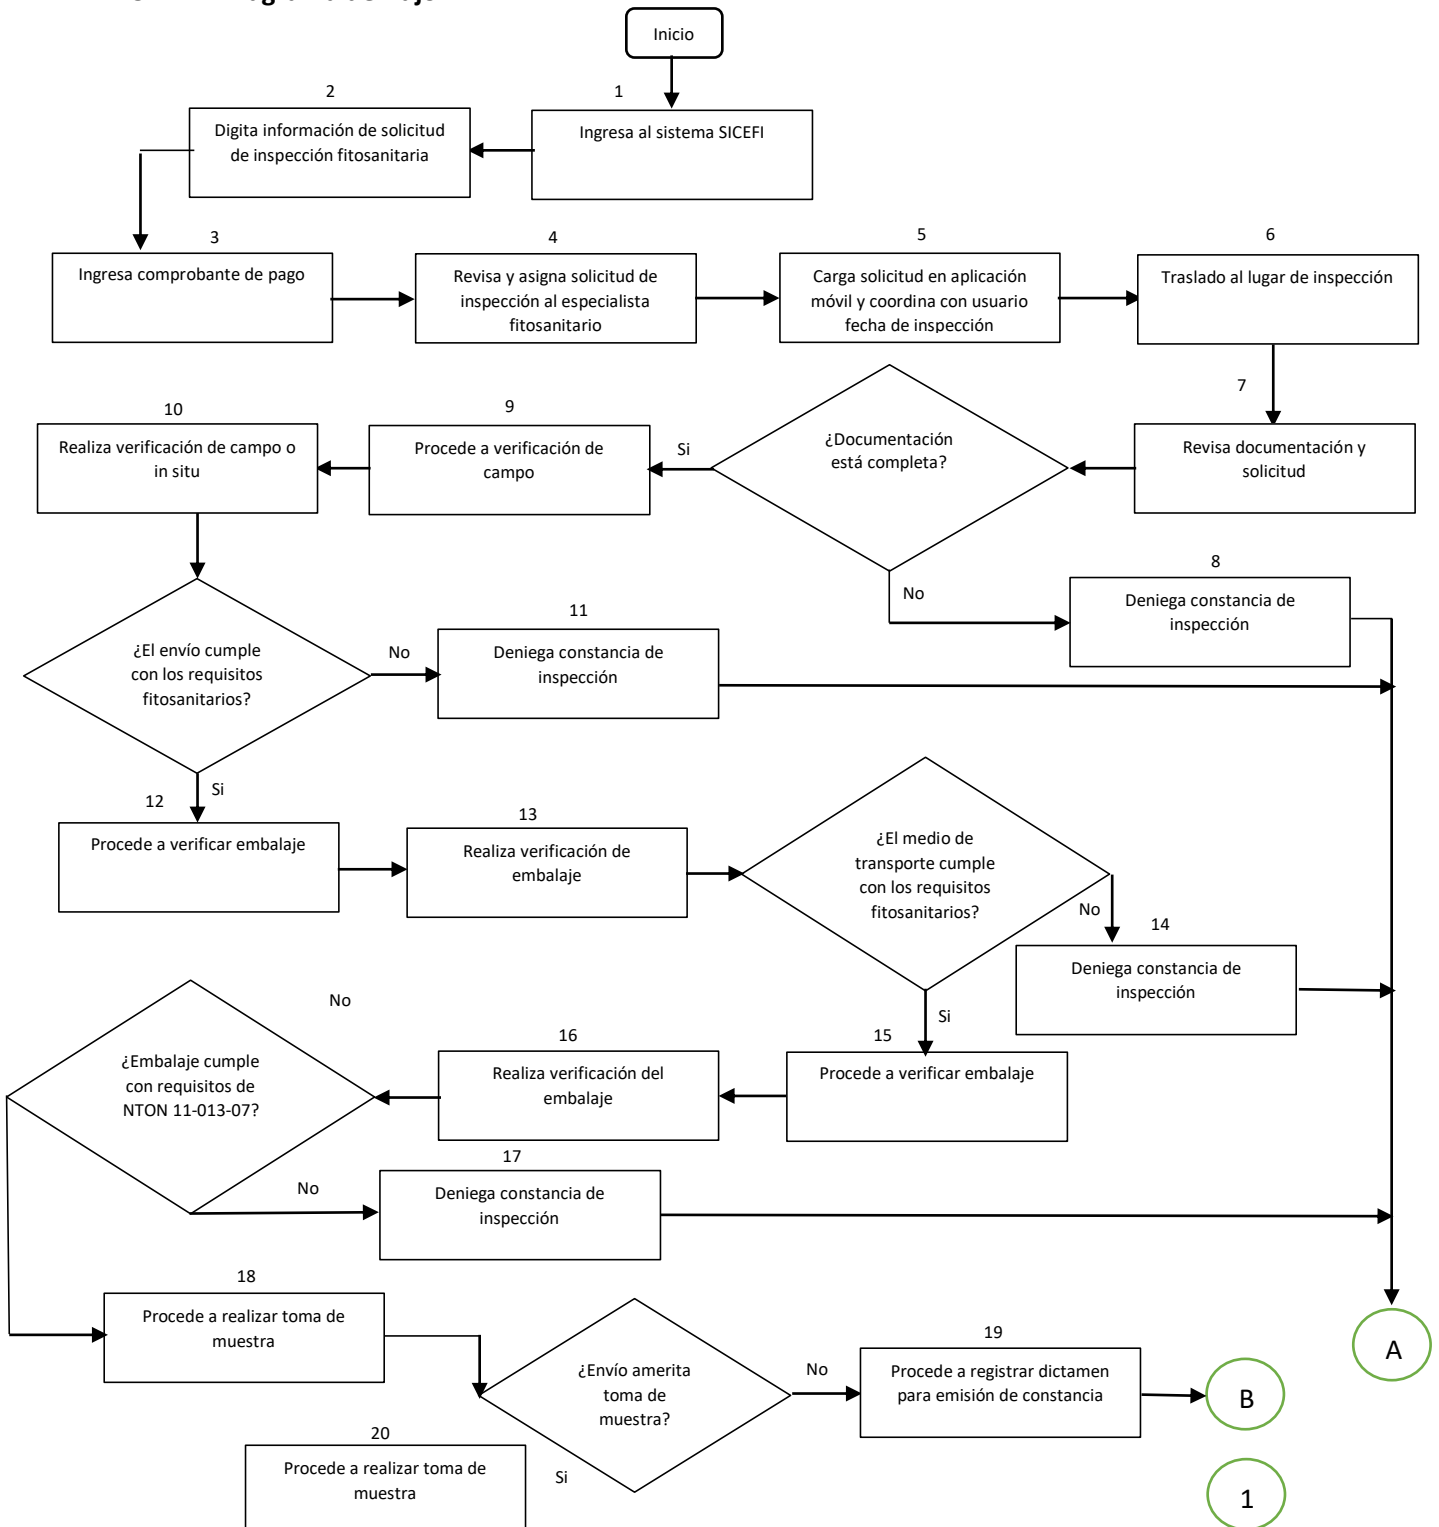 Inicio
2
1
Digita información de solicitud
de inspección fitosanitaria
Ingresa al sistema SICEFI
3
4
5
6
Ingresa comprobante de pago
Revisa y asigna solicitud de
inspección al especialista
fitosanitario
Carga solicitud en aplicación
móvil y coordina con usuario
fecha de inspección
Traslado al lugar de inspección
7
10
9
Realiza verificación de campo o
in situ
Procede a verificación de
campo
Si
¿Documentación
está completa?
Revisa documentación y
solicitud
8
No
Deniega constancia de
inspección
11
¿El envío cumple
con los requisitos
fitosanitarios?
No
Deniega constancia de
inspección
Si
12
13
Procede a verificar embalaje
Realiza verificación de
embalaje
¿El medio de
transporte cumple
con los requisitos
fitosanitarios?
No
14
Deniega constancia de
inspección
No
Si
16
15
¿Embalaje cumple
con requisitos de
NTON 11-013-07?
Realiza verificación del
embalaje
Procede a verificar embalaje
17
No
Deniega constancia de
inspección
18
Procede a realizar toma de
muestra
19
A
¿Envío amerita
toma de
muestra?
No
Procede a registrar dictamen
para emisión de constancia
B
20
Procede a realizar toma de
muestra
Si
1